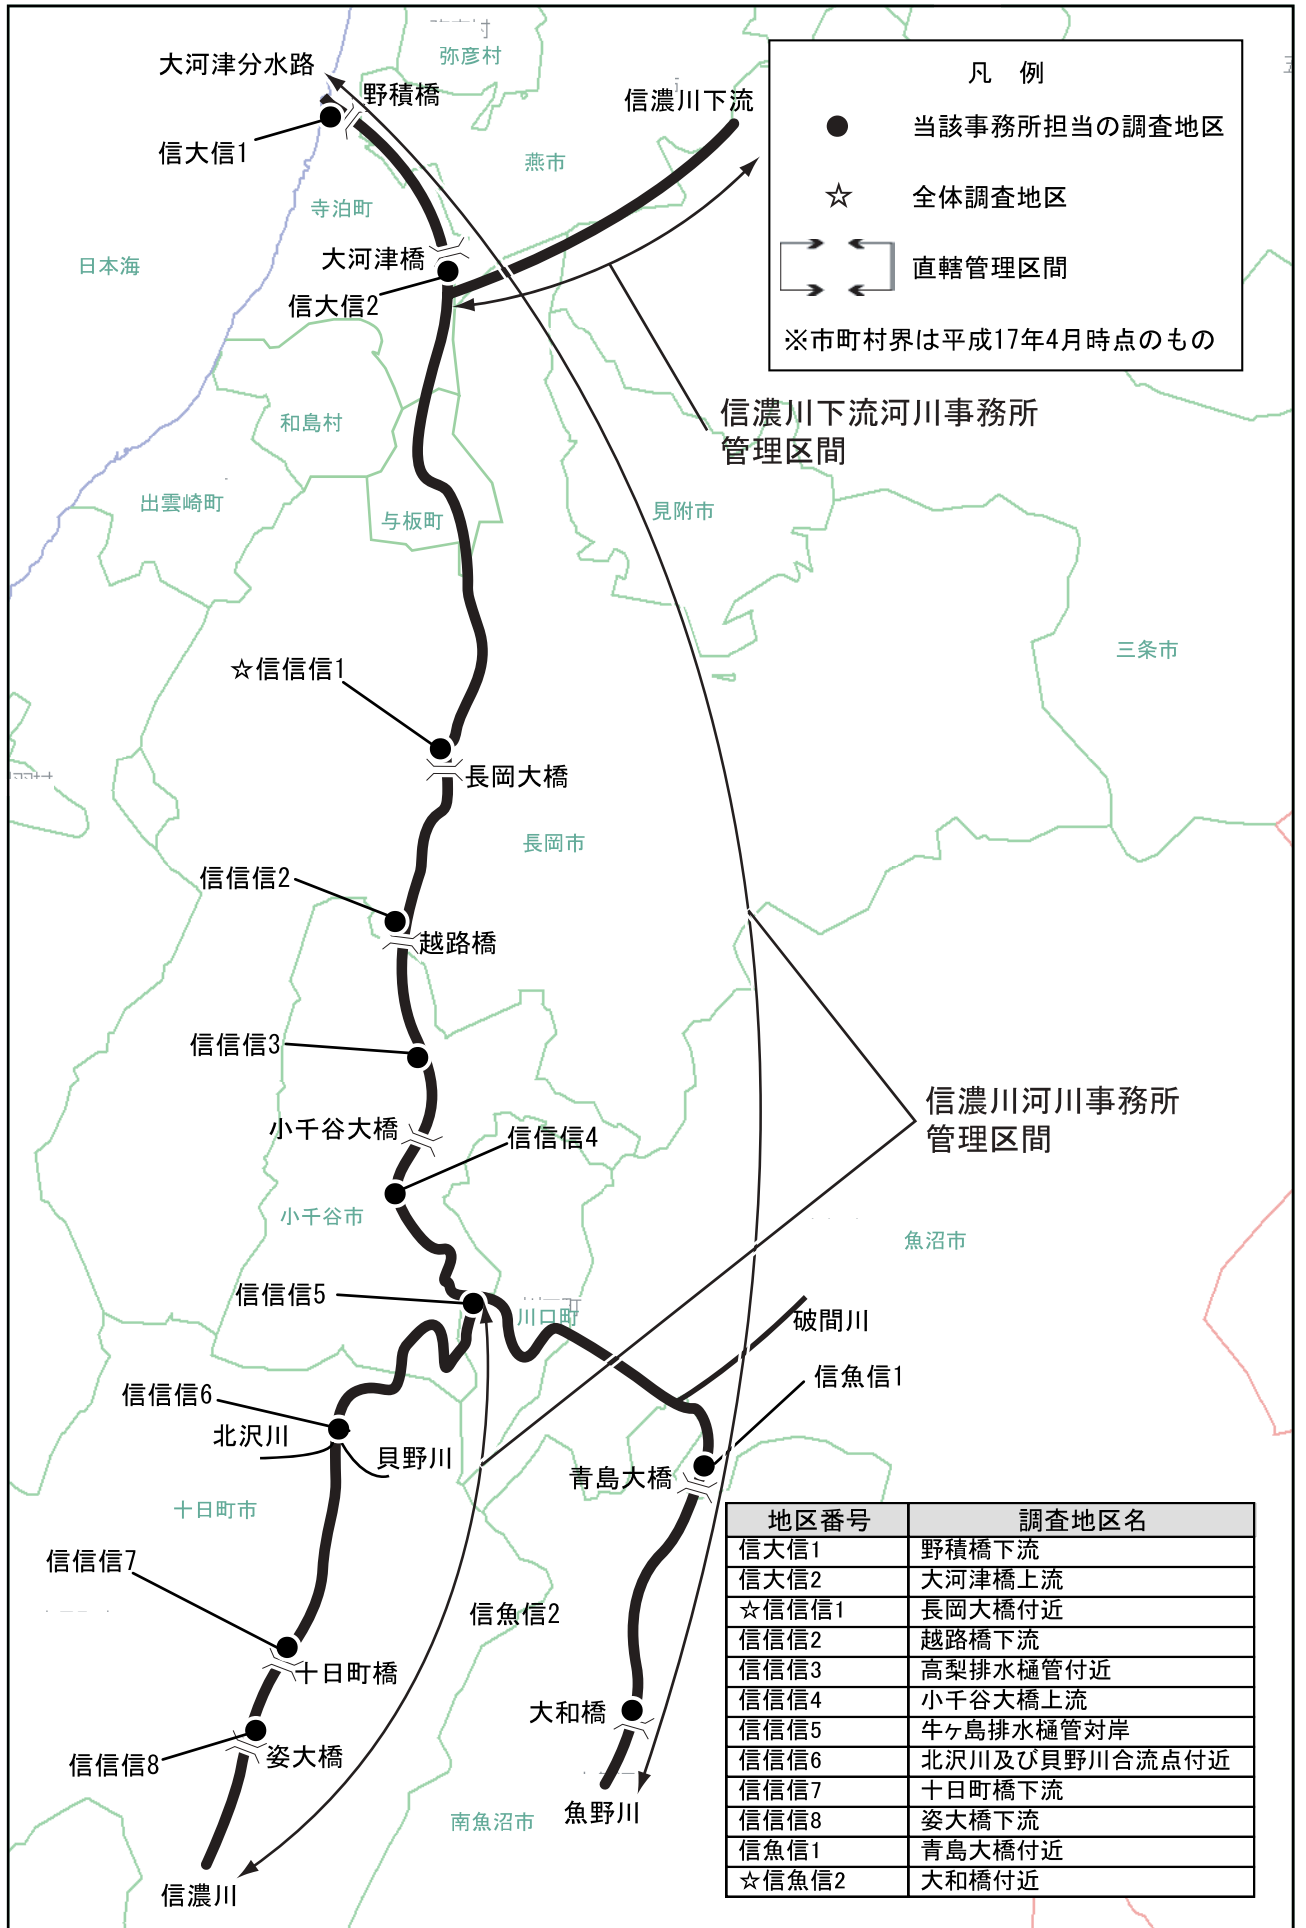 弥彦村
大河津分水路
野積橋
信濃川下流
信大信1
燕市
寺泊町
日本海
大河津橋
信大信2
凡 例
● 当該事務所担当の調査地区
☆ 全体調査地区
直轄管理区間
※市町村界は平成17年4月時点のもの
信濃川下流河川事務所
管理区間
和島村
出雲崎町
与板町
見附市
三条市
☆信信信1
長岡大橋
長岡市
信信信2
越路橋
信信信3
信濃川河川事務所
管理区間
小千谷大橋
信信信4
小千谷市
魚沼市
信信信5
川口町
破間川
信魚信1
信信信6
北沢川
貝野川
青島大橋
十日町市
信信信7
信魚信2
十日町橋
大和橋
信信信8
姿大橋
魚野川
南魚沼市
信濃川
地区番号 調査地区名
信大信1 野積橋下流
信大信2 大河津橋上流
☆信信信1 長岡大橋付近
信信信2 越路橋下流
信信信3 高梨排水樋管付近
信信信4 小千谷大橋上流
信信信5 牛ヶ島排水樋管対岸
信信信6 北沢川及び貝野川合流点付近
信信信7 十日町橋下流
信信信8 姿大橋下流
信魚信1 青島大橋付近
☆信魚信2 大和橋付近